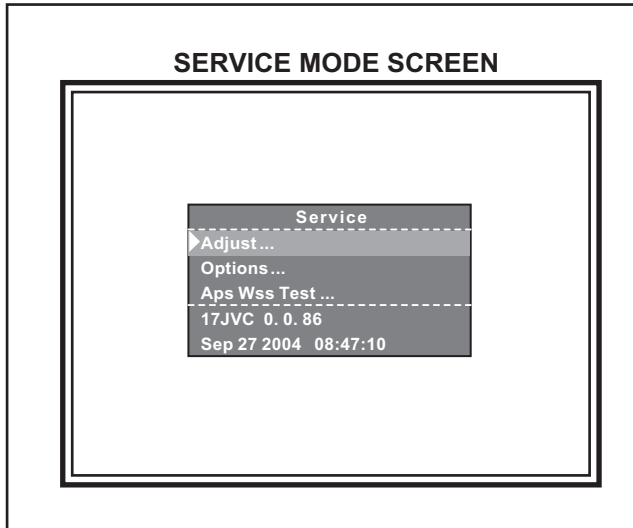 SERVICE MODE SCREEN
Service
Adjust...
Options...
Aps Wss Test ...
17JVC 0. 0. 86
Sep 27 2004 08:47:10